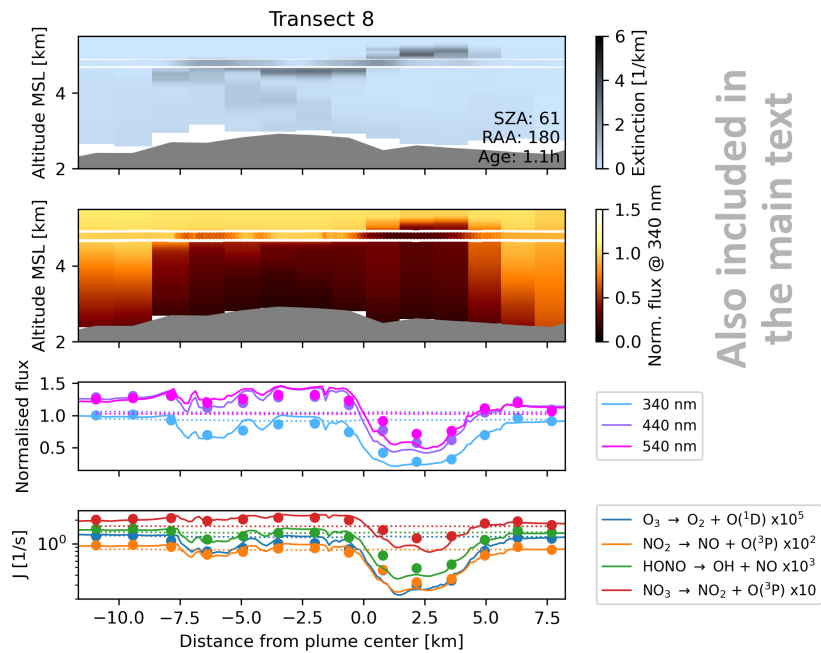 Transect 8
Altitude MSL [km]
4
2
SZA: 61
RAA: 180
Age: 1.1h
6
4
2
0
Extinction [1/km]
Altitude MSL [km]
4
2
1.5
1.0
0.5
0.0
Norm. flux @ 340 nm
Also included in
the main text
Normalised flux
1.5
1.0
0.5
340 nm
440 nm
540 nm
J [1/s]
10⁰
O₃ → O₂ + O(¹D) x10⁵
NO₂ → NO + O(³P) x10²
HONO → OH + NO x10³
NO₃ → NO₂ + O(³P) x10
−10.0 −7.5 −5.0 −2.5 0.0 2.5 5.0 7.5
Distance from plume center [km]